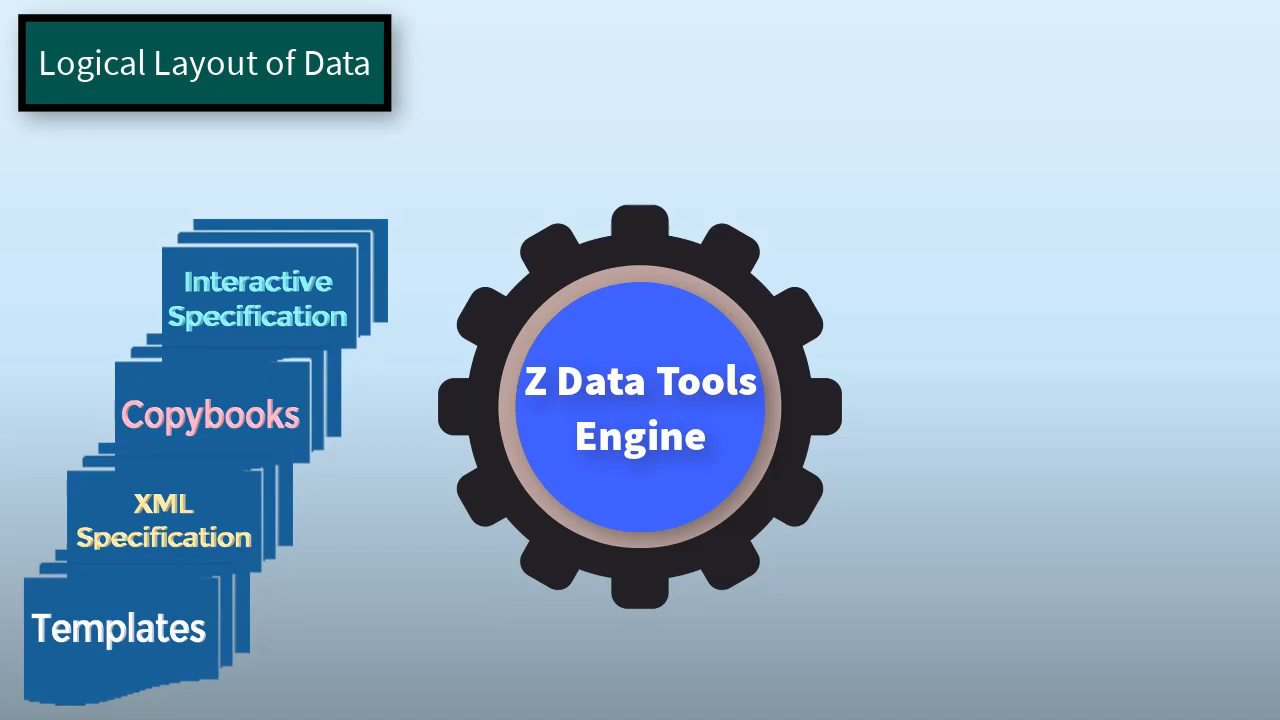 Logical Layout of Data
Interactive
Specification
Copybooks
XML
Specification
Templates
Z Data Tools
Engine